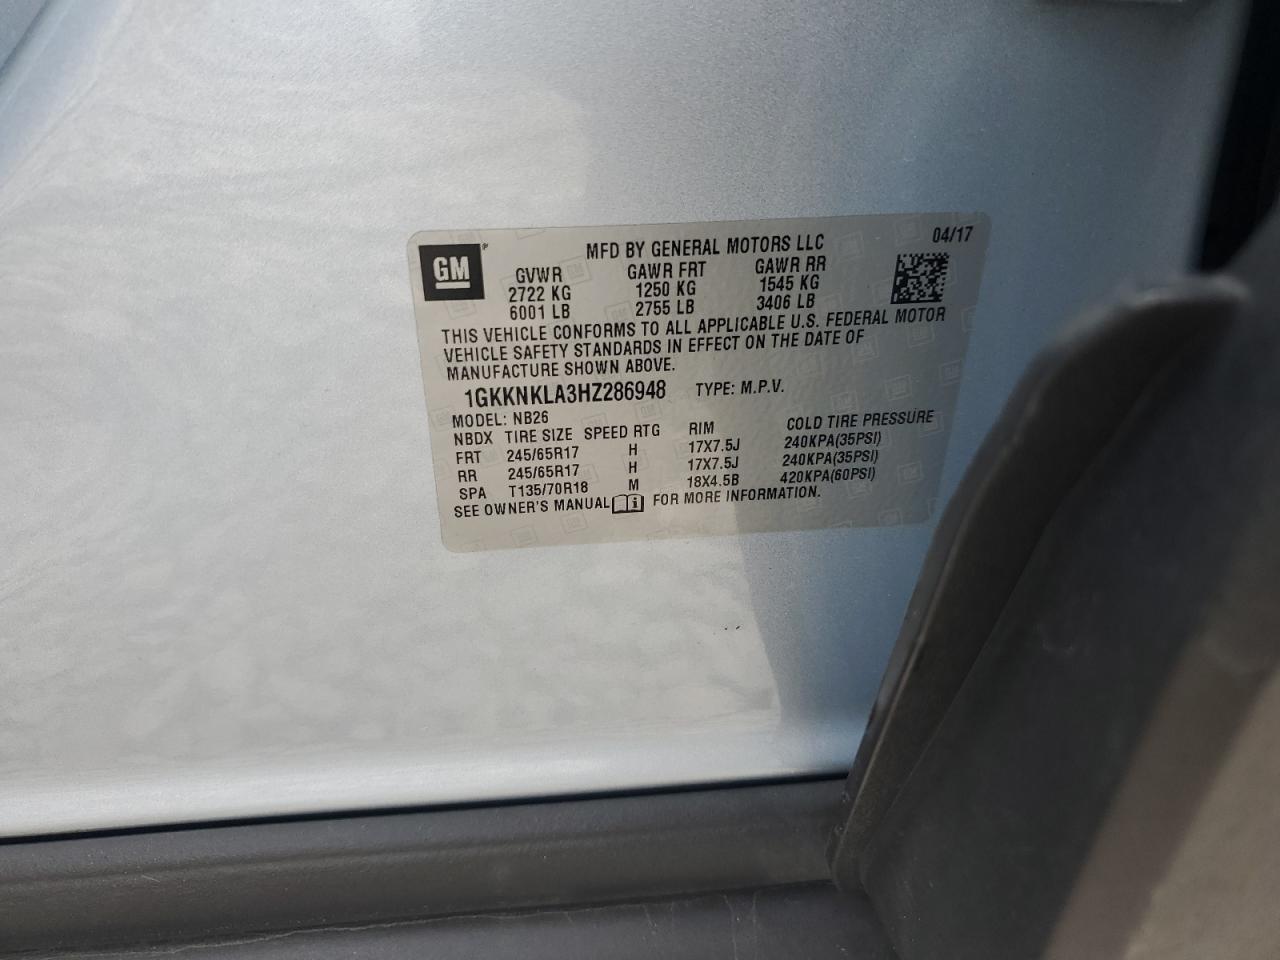 GM
MFD BY GENERAL MOTORS LLC 04/17
GVWR GAWR FRT GAWR RR
2722 KG 1250 KG 1545 KG
6001 LB 2755 LB 3406 LB
THIS VEHICLE CONFORMS TO ALL APPLICABLE U.S. FEDERAL MOTOR
VEHICLE SAFETY STANDARDS IN EFFECT ON THE DATE OF
MANUFACTURE SHOWN ABOVE.
1GKKNKLA3HZ286948 TYPE: M.P.V.
MODEL: NB26
NBDX TIRE SIZE SPEED RTG RIM COLD TIRE PRESSURE
FRT 245/65R17 H 17X7.5J 240KPA(35PSI)
RR 245/65R17 H 17X7.5J 240KPA(35PSI)
SPA T135/70R18 M 18X4.5B 420KPA(60PSI)
SEE OWNER'S MANUAL i FOR MORE INFORMATION.